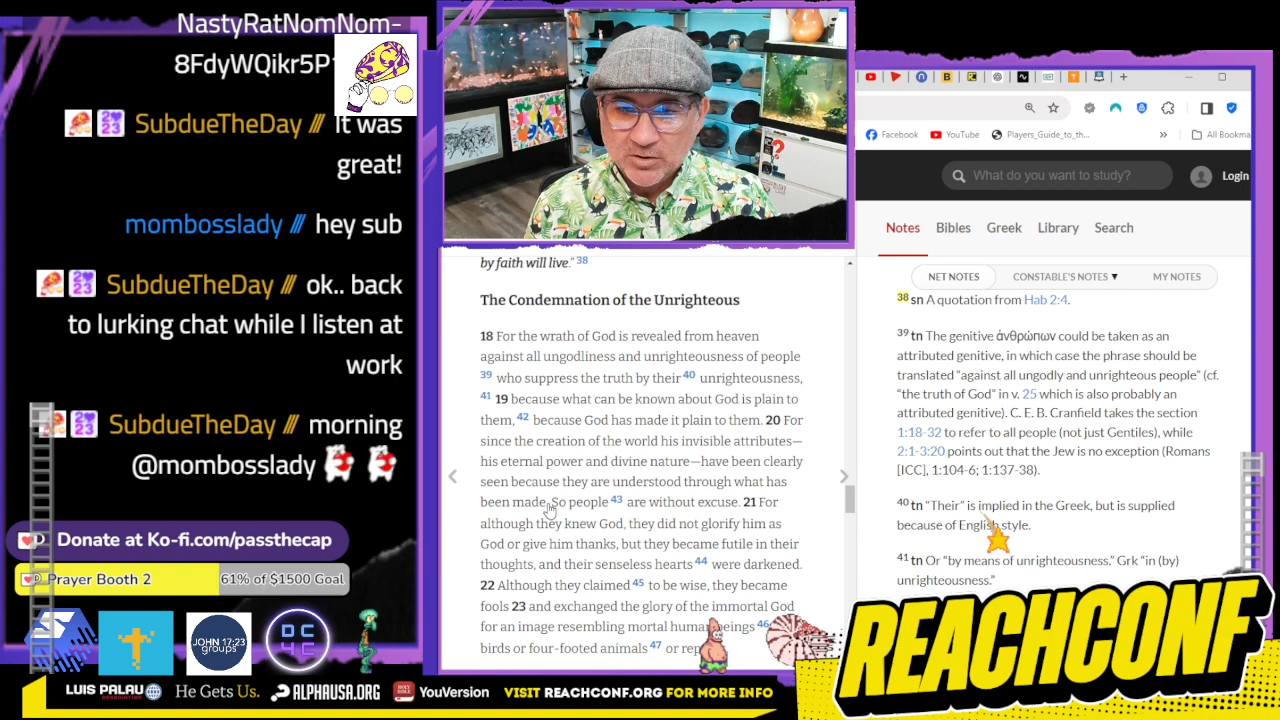 NastyRatNomNom-
8FdyWQikr5P
SubdueTheDay /// It was
great!
mombosslady /// hey sub
SubdueTheDay /// ok.. back
to lurking chat while I listen at
work
SubdueTheDay /// morning
@mombosslady
Donate at Ko-fi.com/passthecap
Prayer Booth 2
61% of $1500 Goal
JOHN 17:23
groups
DC
4C
by faith will live.” 38
The Condemnation of the Unrighteous
18 For the wrath of God is revealed from heaven
against all ungodliness and unrighteousness of people
39 who suppress the truth by their 40 unrighteousness,
41 19 because what can be known about God is plain to
them, 42 because God has made it plain to them. 20 For
since the creation of the world his invisible attributes—
his eternal power and divine nature—have been clearly
seen because they are understood through what has
been made. So people 43 are without excuse. 21 For
although they knew God, they did not glorify him as
God or give him thanks, but they became futile in their
thoughts, and their senseless hearts 44 were darkened.
22 Although they claimed 45 to be wise, they became
fools 23 and exchanged the glory of the immortal God
for an image resembling mortal human beings 46
birds or four-footed animals 47 or rep
Facebook
YouTube
Players_Guide_to_th...
»
All Bookma
What do you want to study?
Login
Notes Bibles Greek Library Search
NET NOTES CONSTABLE'S NOTES ▼ MY NOTES
38 sn A quotation from Hab 2:4.
39 tn The genitive ἀνθρώπων could be taken as an
attributed genitive, in which case the phrase should be
translated “against all ungodly and unrighteous people” (cf.
“the truth of God” in v. 25 which is also probably an
attributed genitive). C. E. B. Cranfield takes the section
1:18-32 to refer to all people (not just Gentiles), while
2:1-3:20 points out that the Jew is no exception (Romans
[ICC], 1:104-6; 1:137-38).
40 tn “Their” is implied in the Greek, but is supplied
because of English style.
41 tn Or “by means of unrighteousness.” Grk “in (by)
unrighteousness.”
REACHCONF
LUIS PALAU
He Gets Us.
ALPHAUSA.ORG
HOLY BIBLE
YouVersion
VISIT REACHCONF.ORG FOR MORE INFO